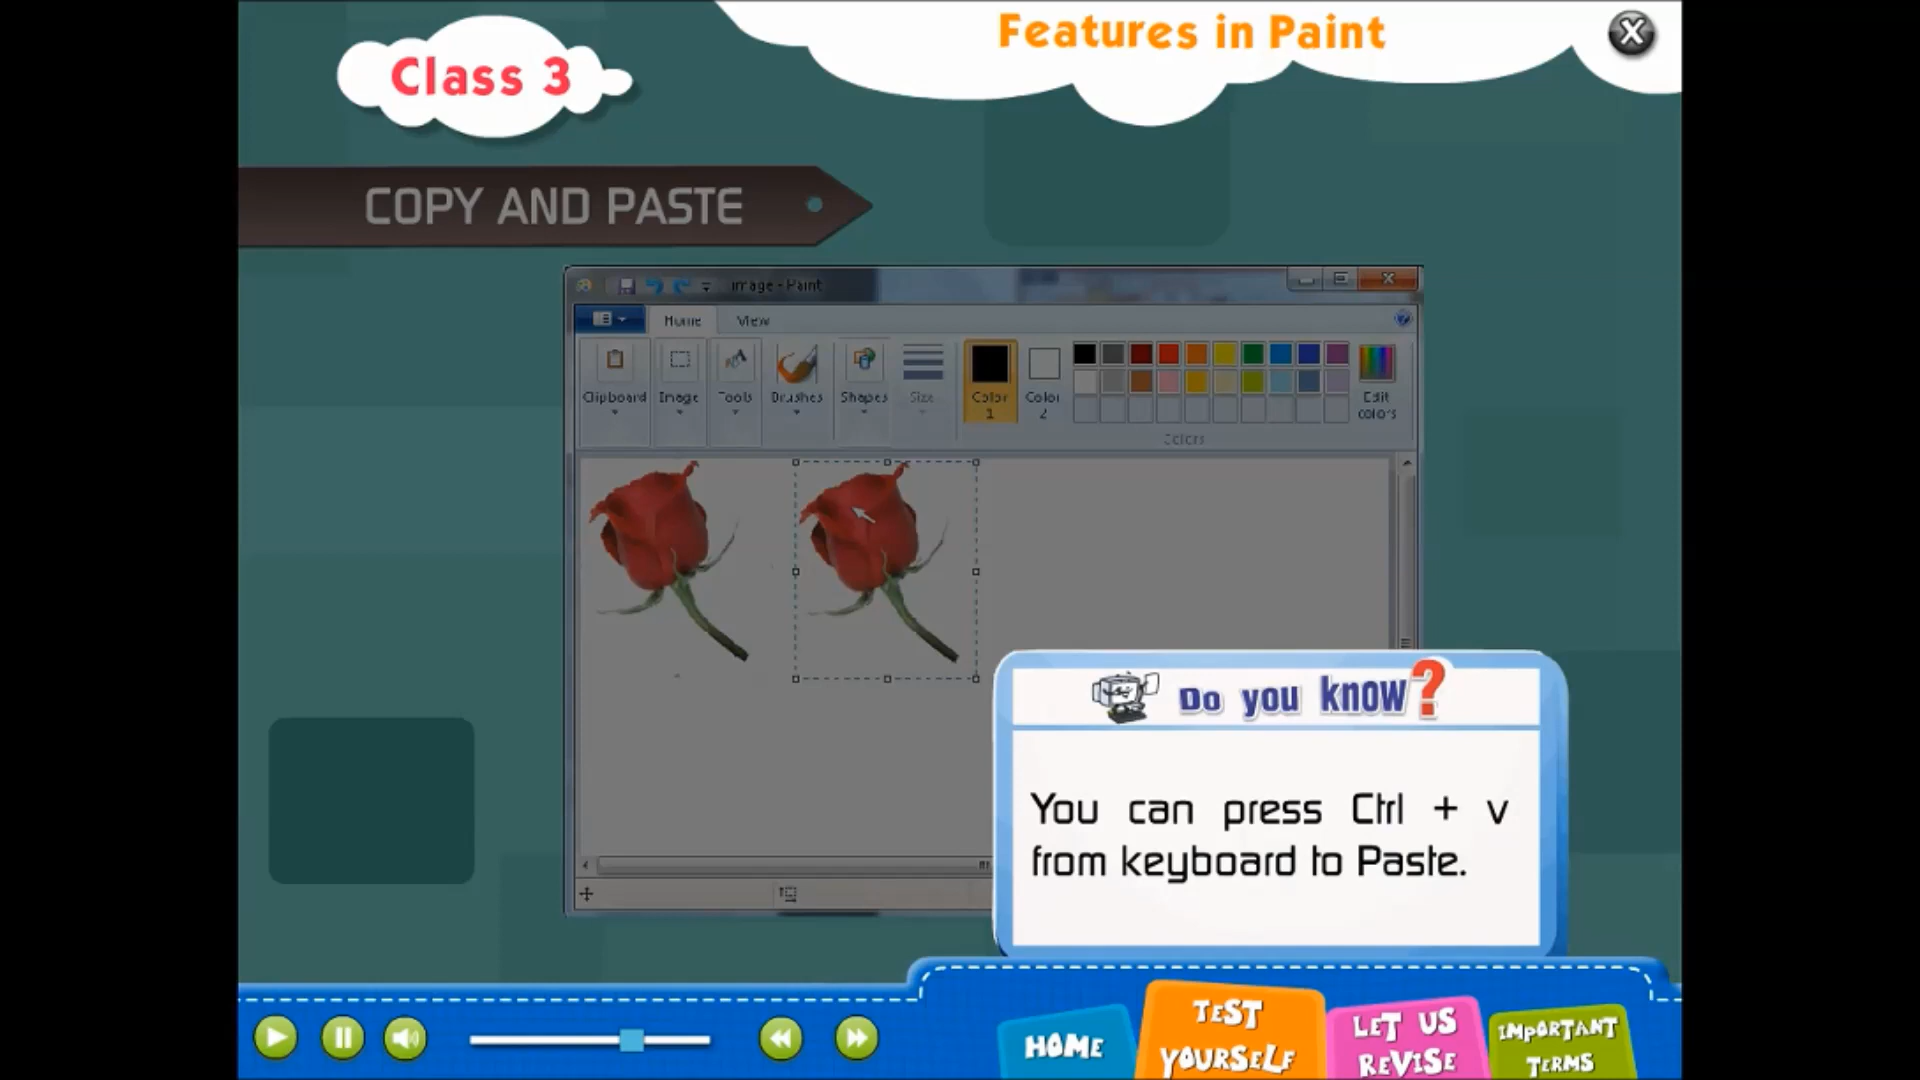 Features in Paint
Class 3
X
COPY AND PASTE
image - Paint
Home
View
Clipboard
Image
Tools
Brushes
Shapes
Size
Color
1
Color
2
Edit
colors
Colors
Do you know?
You can press Ctrl + v
from keyboard to Paste.
HOME
TEST
YOURSELF
LET US
REVISE
IMPORTANT
TERMS